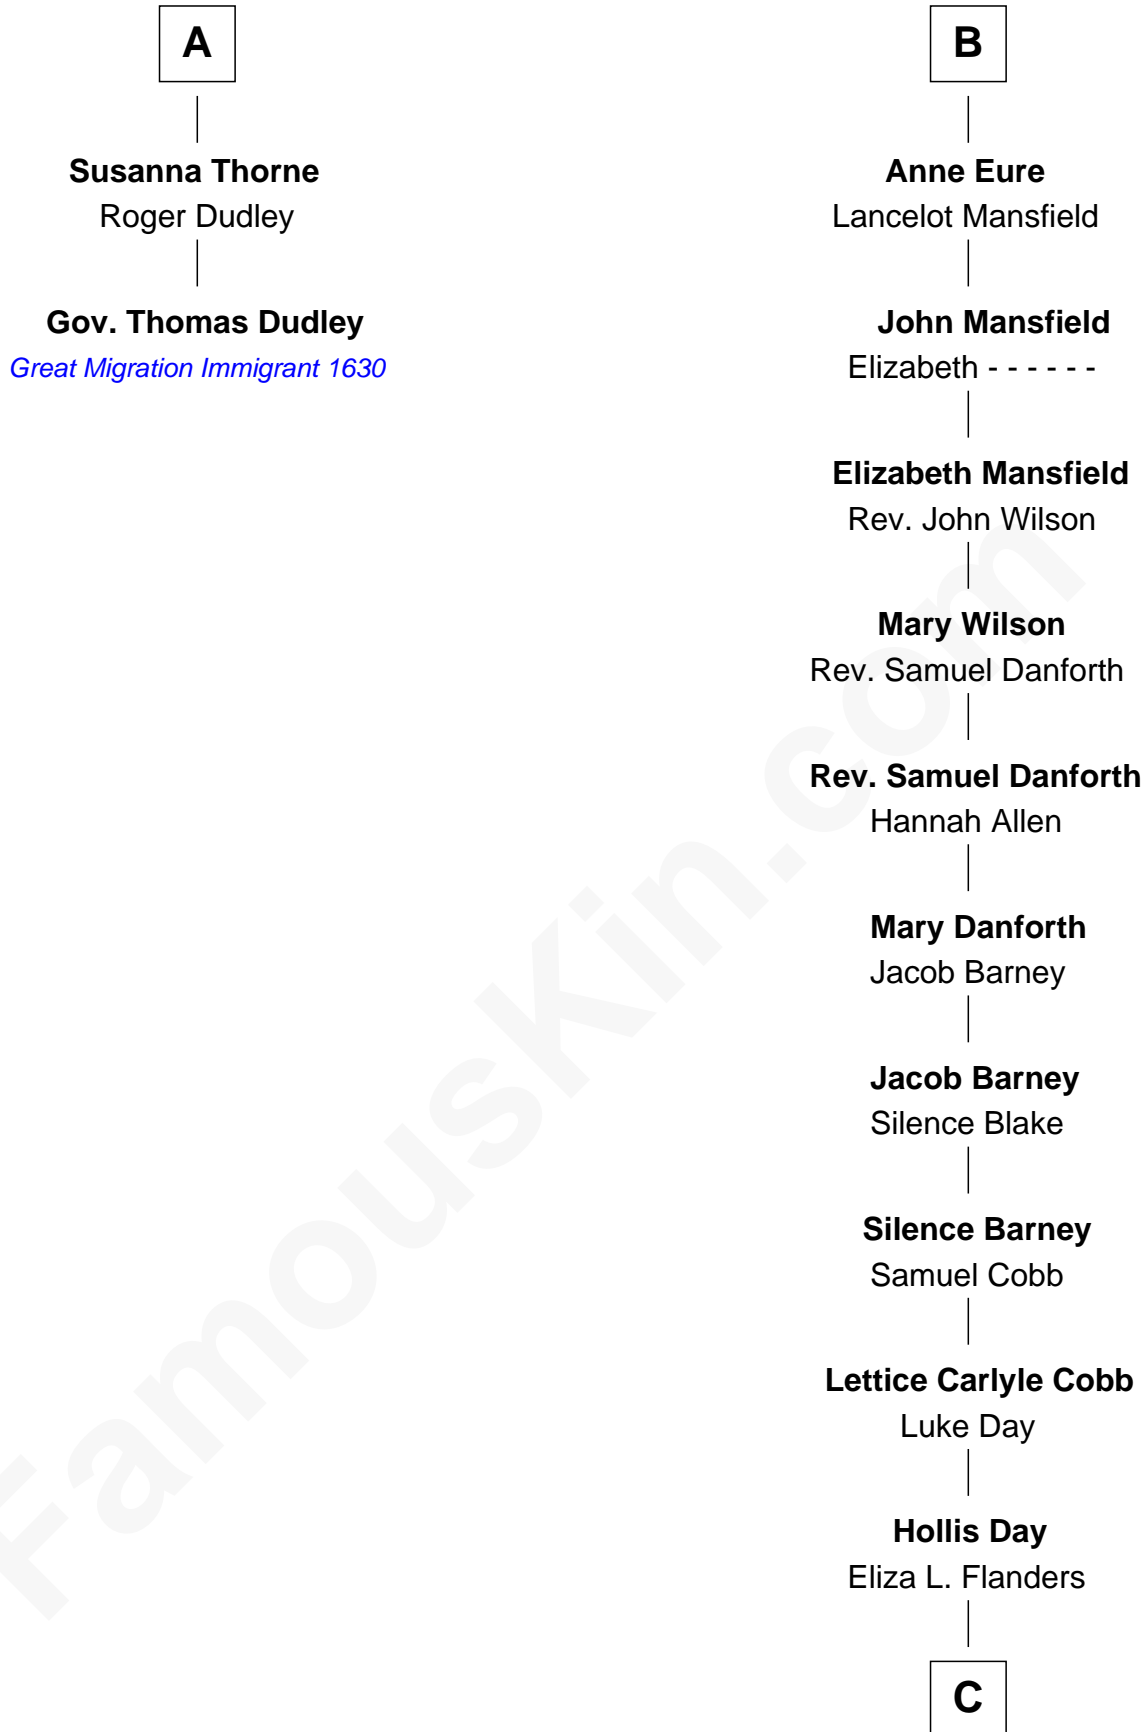 A
Susanna Thorne
Roger Dudley
Gov. Thomas Dudley
Great Migration Immigrant 1630
B
Anne Eure
Lancelot Mansfield
John Mansfield
Elizabeth - - - - - -
Elizabeth Mansfield
Rev. John Wilson
Mary Wilson
Rev. Samuel Danforth
Rev. Samuel Danforth
Hannah Allen
Mary Danforth
Jacob Barney
Jacob Barney
Silence Blake
Silence Barney
Samuel Cobb
Lettice Carlyle Cobb
Luke Day
Hollis Day
Eliza L. Flanders
C
FamousKin.com